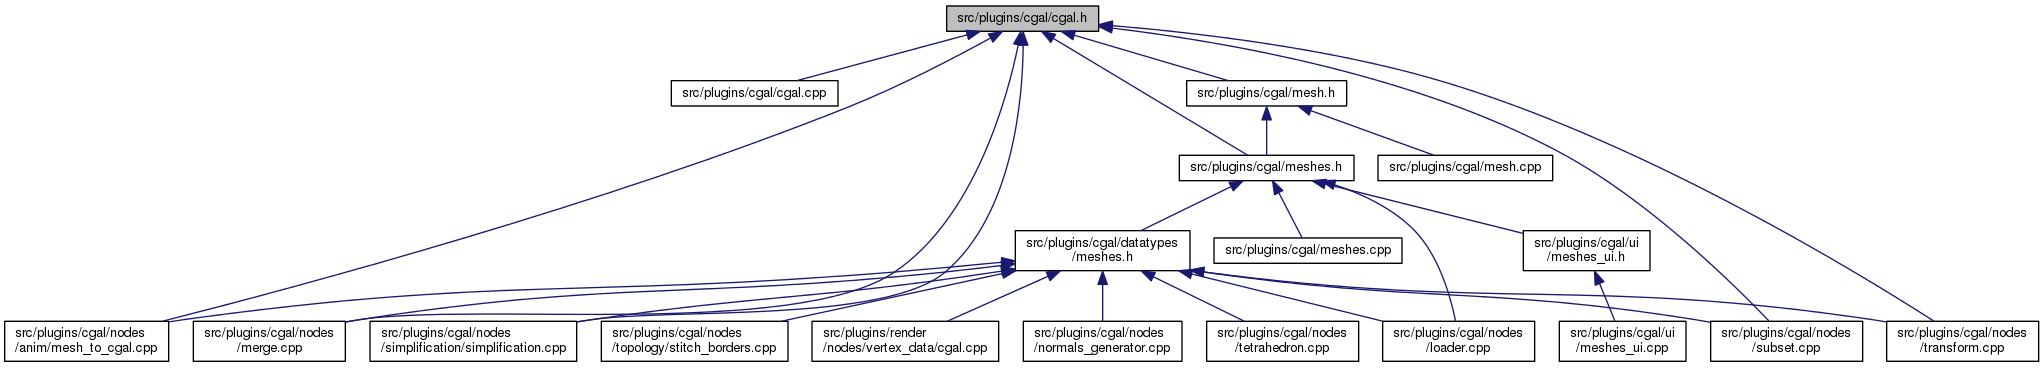 src/plugins/cgal/cgal.h
src/plugins/cgal/cgal.cpp
src/plugins/cgal/mesh.h
src/plugins/cgal/meshes.h
src/plugins/cgal/mesh.cpp
src/plugins/cgal/datatypes
/meshes.h
src/plugins/cgal/meshes.cpp
src/plugins/cgal/ui
/meshes_ui.h
src/plugins/cgal/nodes
/anim/mesh_to_cgal.cpp
src/plugins/cgal/nodes
/merge.cpp
src/plugins/cgal/nodes
/simplification/simplification.cpp
src/plugins/cgal/nodes
/topology/stitch_borders.cpp
src/plugins/render
/nodes/vertex_data/cgal.cpp
src/plugins/cgal/nodes
/normals_generator.cpp
src/plugins/cgal/nodes
/tetrahedron.cpp
src/plugins/cgal/nodes
/loader.cpp
src/plugins/cgal/ui
/meshes_ui.cpp
src/plugins/cgal/nodes
/subset.cpp
src/plugins/cgal/nodes
/transform.cpp